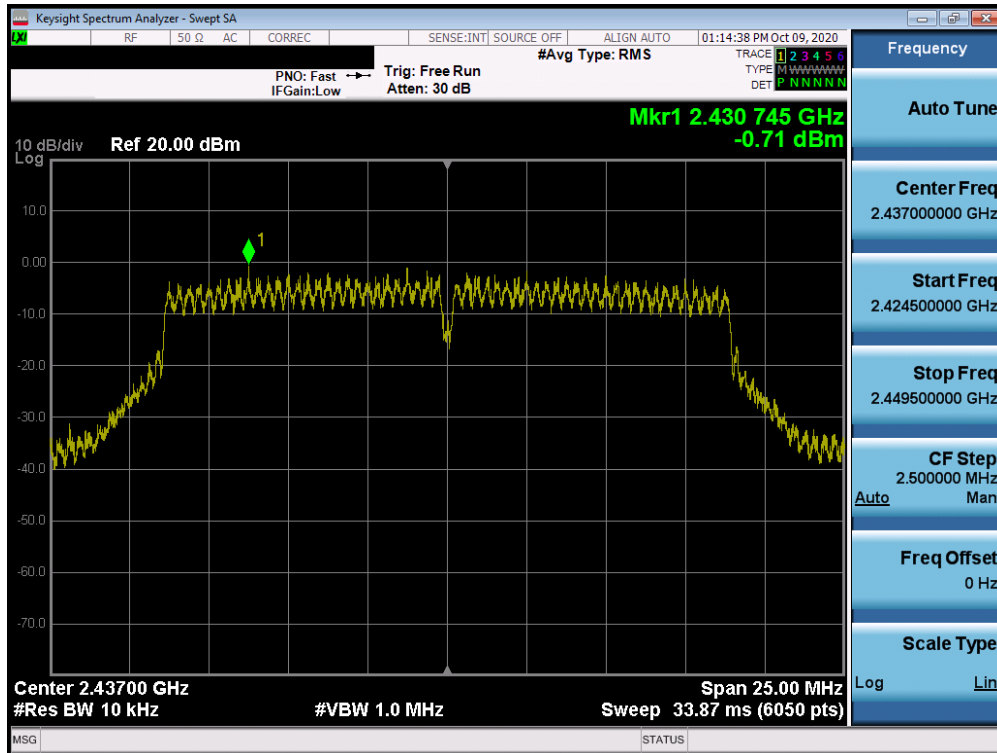 Keysight Spectrum Analyzer - Swept SA
LXI RF 50 Ω AC CORREC SENSE:INT SOURCE OFF ALIGN AUTO 01:14:38 PM Oct 09, 2020
#Avg Type: RMS
TRACE 1 2 3 4 5 6
TYPE M WWWWW
DET P N N N N N
PNO: Fast
IFGain:Low
Trig: Free Run
Atten: 30 dB
Mkr1 2.430 745 GHz
-0.71 dBm
10 dB/div Ref 20.00 dBm
Log
10.0
1
0.00
-10.0
-20.0
-30.0
-40.0
-50.0
-60.0
-70.0
Center 2.43700 GHz Span 25.00 MHz
#Res BW 10 kHz #VBW 1.0 MHz Sweep 33.87 ms (6050 pts)
MSG STATUS
Frequency
Auto Tune
Center Freq
2.437000000 GHz
Start Freq
2.424500000 GHz
Stop Freq
2.449500000 GHz
CF Step
2.500000 MHz
Auto Man
Freq Offset
0 Hz
Scale Type
Log Lin